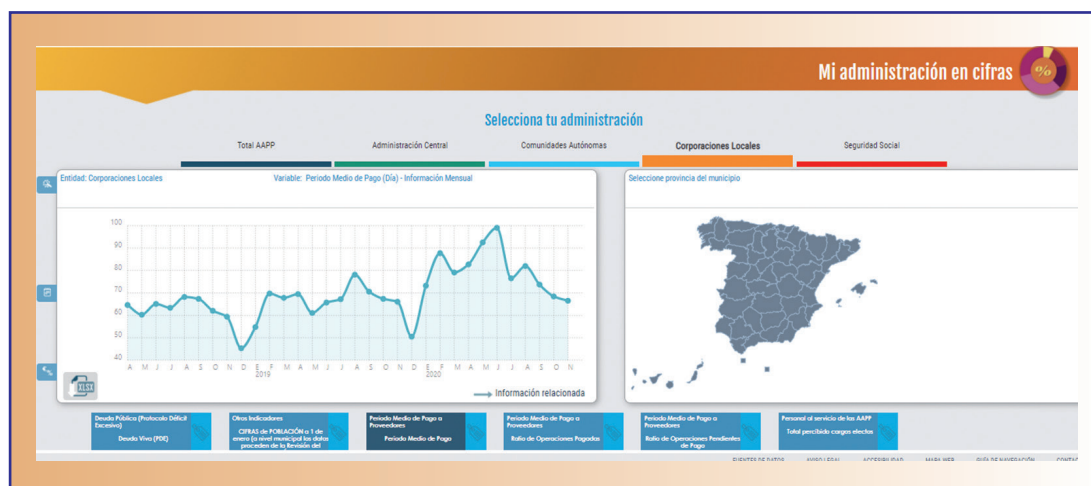 Mi administración en cifras
%
Selecciona tu administración
Total AAPP
Administración Central
Comunidades Autónomas
Corporaciones Locales
Seguridad Social
Entidad: Corporaciones Locales
Variable: Periodo Medio de Pago (Día) - Información Mensual
100
90
80
70
60
50
40
A M J J A S O N D E F M A M J J A S O N D E F M A M J J A S O N
2019
2020
XLSX
Información relacionada
Seleccione provincia del municipio
Deuda Pública (Protocolo Déficit
Excesivo)
Deuda Viva (PDE)
Otros Indicadores
CIFRAS de POBLACIÓN a 1 de
enero (a nivel municipal los datos
proceden de la Revisión del
Periodo Medio de Pago a
Proveedores
Periodo Medio de Pago
Periodo Medio de Pago a
Proveedores
Ratio de Operaciones Pagadas
Periodo Medio de Pago a
Proveedores
Ratio de Operaciones Pendientes
de Pago
Personal al servicio de las AAPP
Total percibido cargos electos
FUENTES DE DATOS
AVISO LEGAL
ACCESIBILIDAD
MAPA WEB
GUÍA DE NAVEGACIÓN
CONTAC